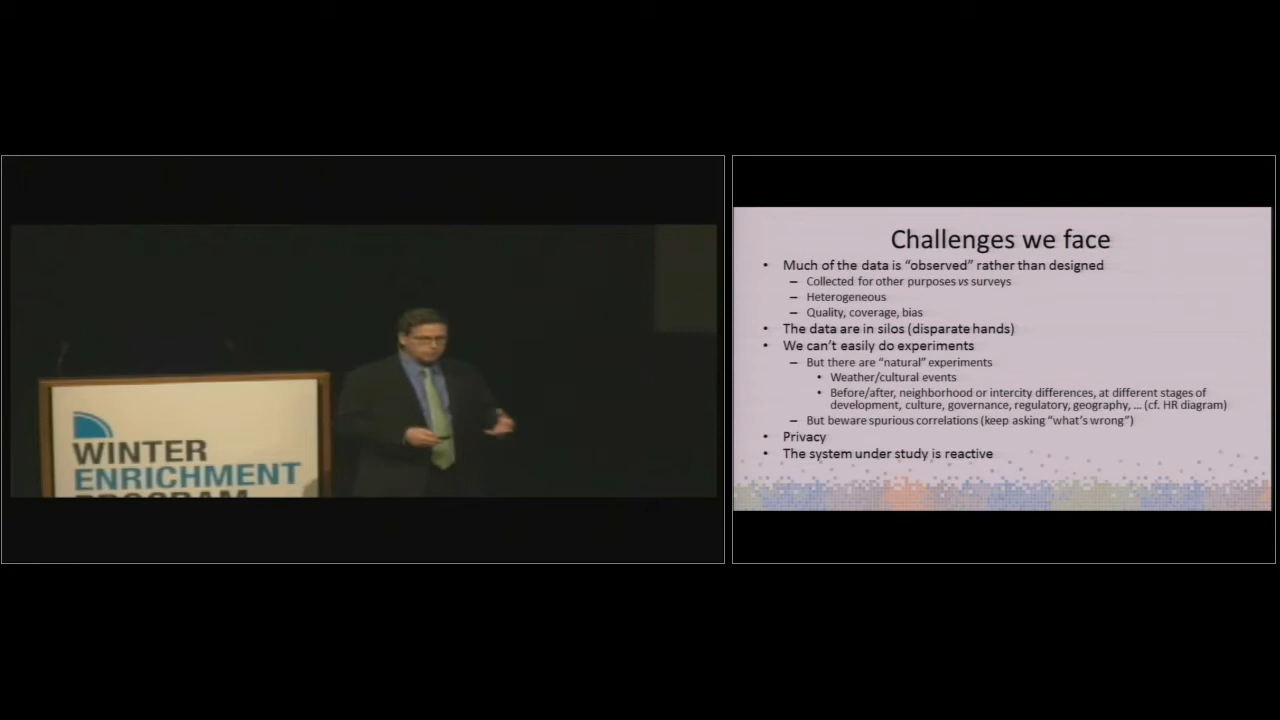 WINTER
ENRICHMENT
PROGRAM
Challenges we face
• Much of the data is “observed” rather than designed
– Collected for other purposes vs surveys
– Heterogeneous
– Quality, coverage, bias
• The data are in silos (disparate hands)
• We can’t easily do experiments
– But there are “natural” experiments
• Weather/cultural events
• Before/after, neighborhood or intercity differences, at different stages of
development, culture, governance, regulatory, geography, ... (cf. HR diagram)
– But beware spurious correlations (keep asking “what’s wrong”)
• Privacy
• The system under study is reactive